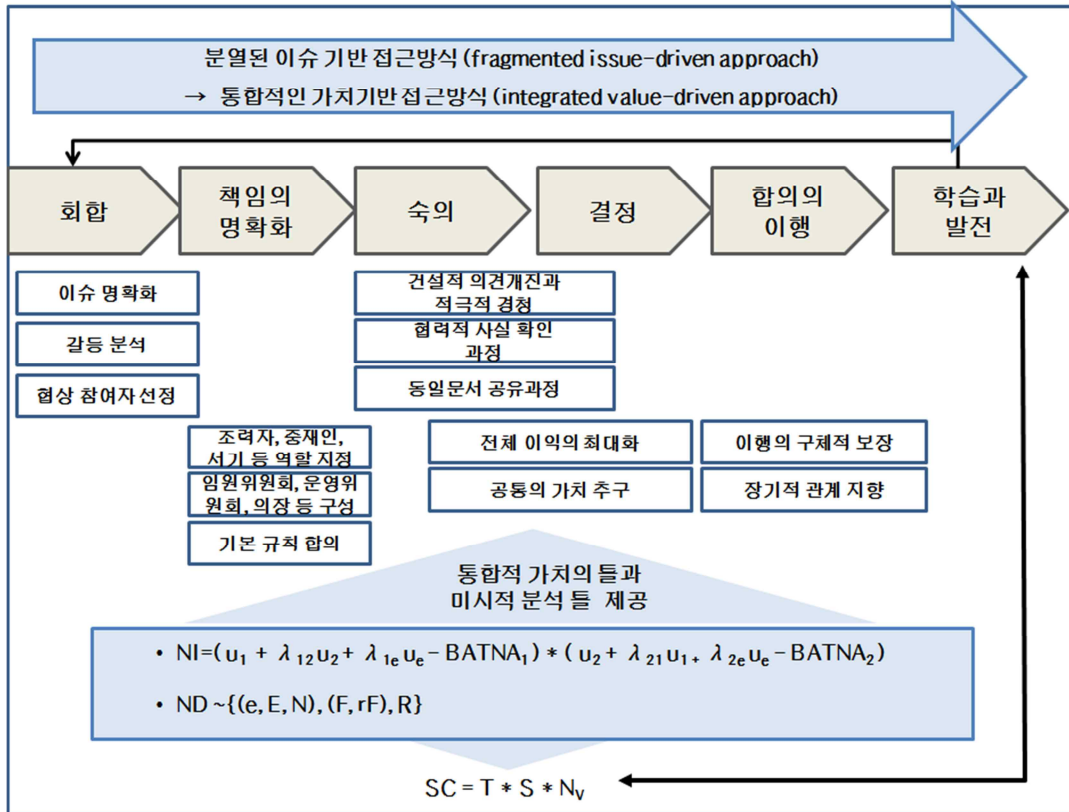 분열된 이슈 기반 접근방식 (fragmented issue-driven approach)
→ 통합적인 가치기반 접근방식 (integrated value-driven approach)
회합
책임의
명확화
숙의
결정
합의의
이행
학습과
발전
이슈 명확화
갈등 분석
협상 참여자 선정
조력자, 중재인,
서기 등 역할 지정
임원위원회, 운영위
원회, 의장 등 구성
기본 규칙 합의
건설적 의견개진과
적극적 경청
협력적 사실 확인
과정
동일문서 공유과정
전체 이익의 최대화
공통의 가치 추구
이행의 구체적 보장
장기적 관계 지향
통합적 가치의 틀과
미시적 분석 틀 제공
• NI=(u₁ + λ₁₂u₂+ λ₁ₑuₑ – BATNA₁) * ( u₂ + λ₂₁u₁₊ λ₂ₑuₑ – BATNA₂)
• ND ~{(e, E, N), (F, rF), R}
SC = T * S * Nᵥ